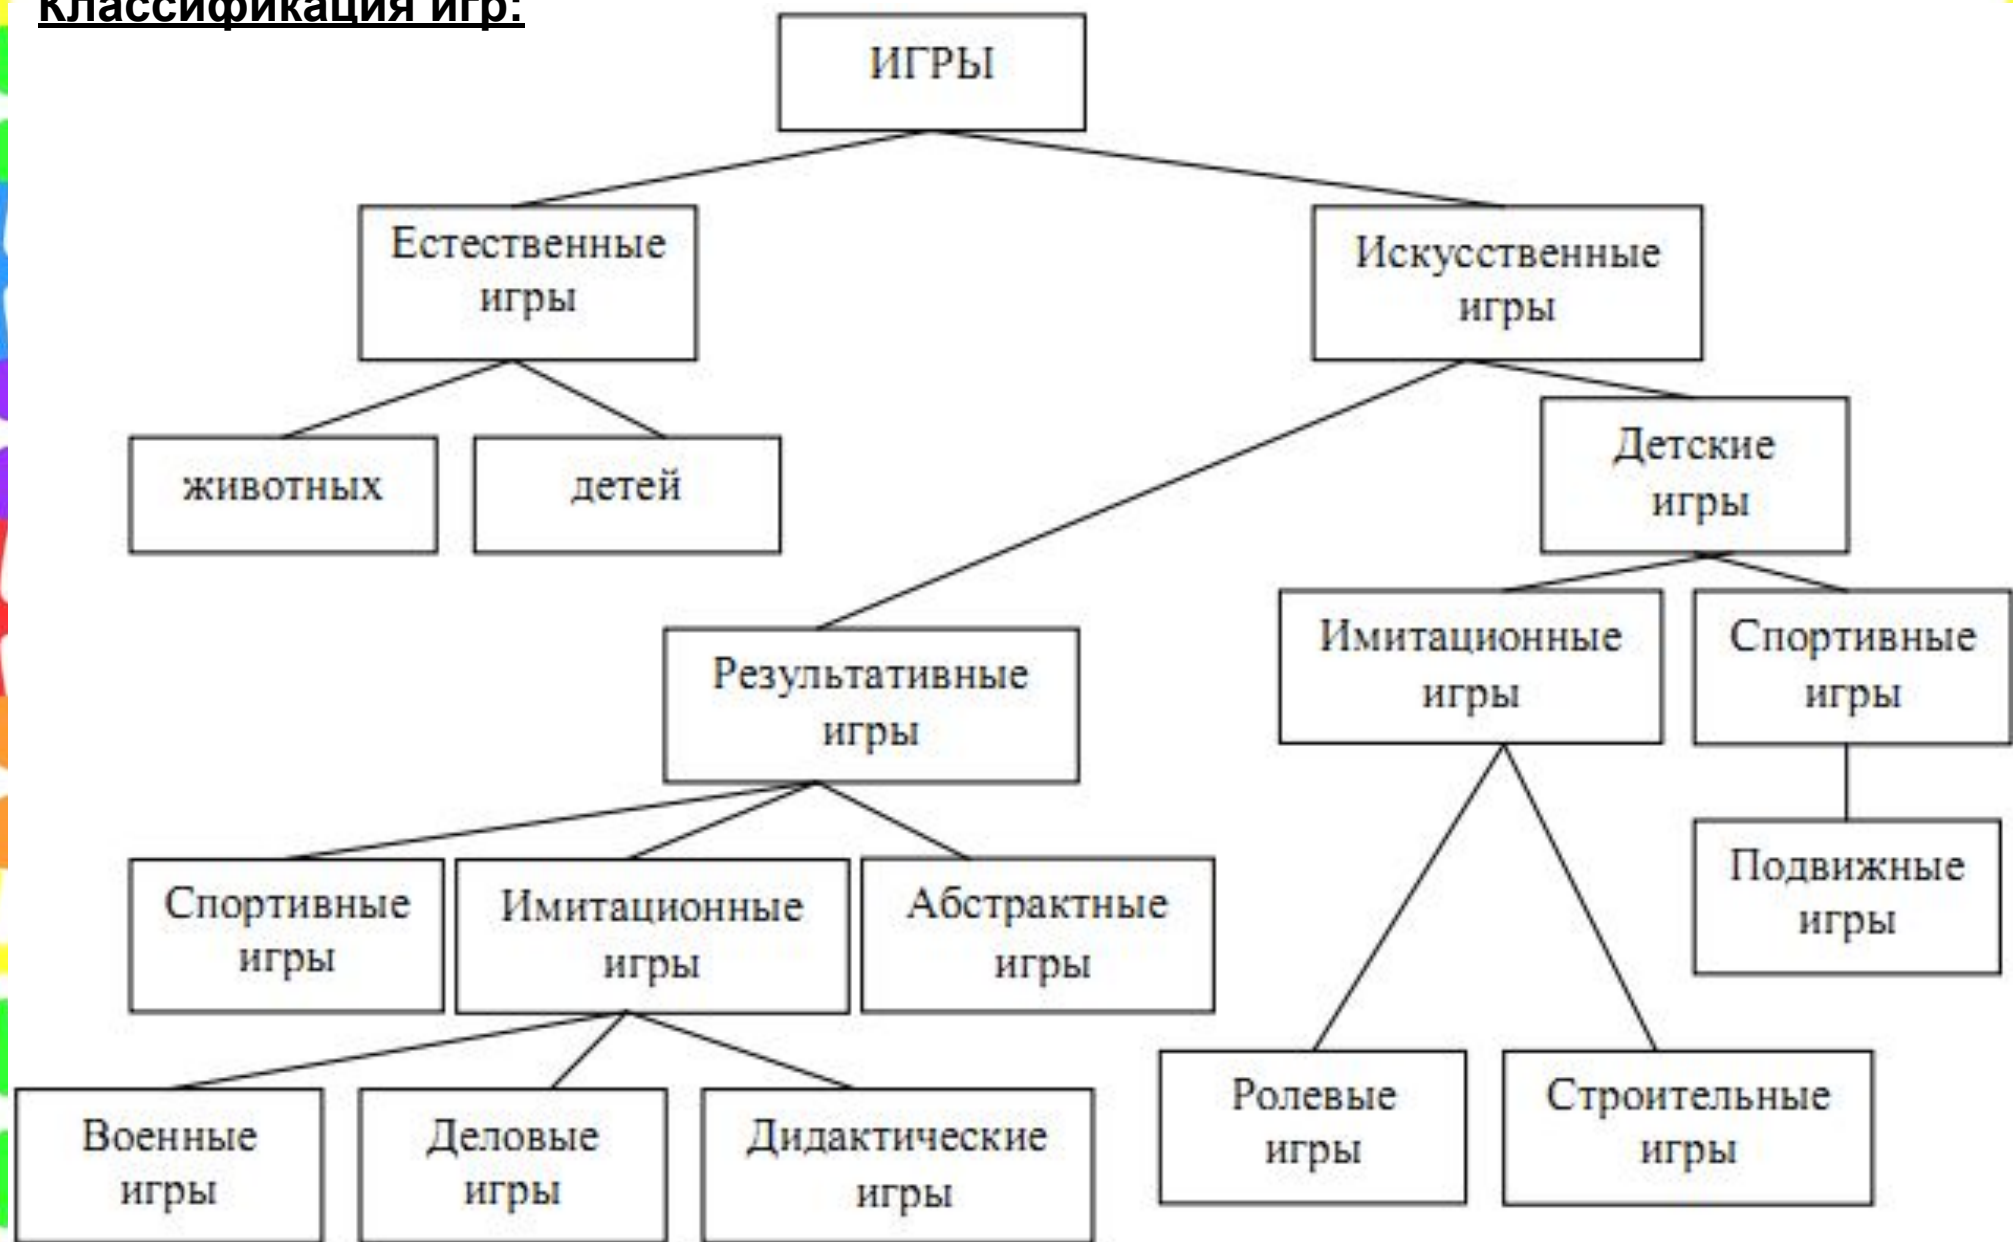 Классификация игр:
ИГРЫ
Естественные
игры
Искусственные
игры
животных
детей
Детские
игры
Результативные
игры
Имитационные
игры
Спортивные
игры
Спортивные
игры
Имитационные
игры
Абстрактные
игры
Подвижные
игры
Военные
игры
Деловые
игры
Дидактические
игры
Ролевые
игры
Строительные
игры